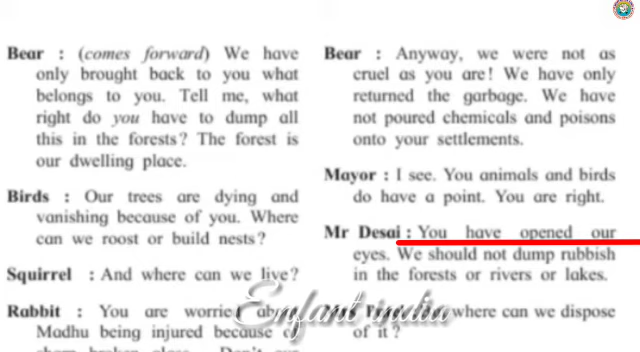 Bear : (comes forward) We have
only brought back to you what
belongs to you. Tell me, what
right do you have to dump all
this in the forests? The forest is
our dwelling place.
Birds : Our trees are dying and
vanishing because of you. Where
can we roost or build nests?
Squirrel : And where can we live?
Rabbit : You are worried
Madhu being injured because of
Bear : Anyway, we were not as
cruel as you are! We have only
returned the garbage. We have
not poured chemicals and poisons
onto your settlements.
Mayor : I see. You animals and birds
do have a point. You are right.
Mr Desai : You have opened our
eyes. We should not dump rubbish
in the forests or rivers or lakes.
where can we dispose
of it?
Enfant india